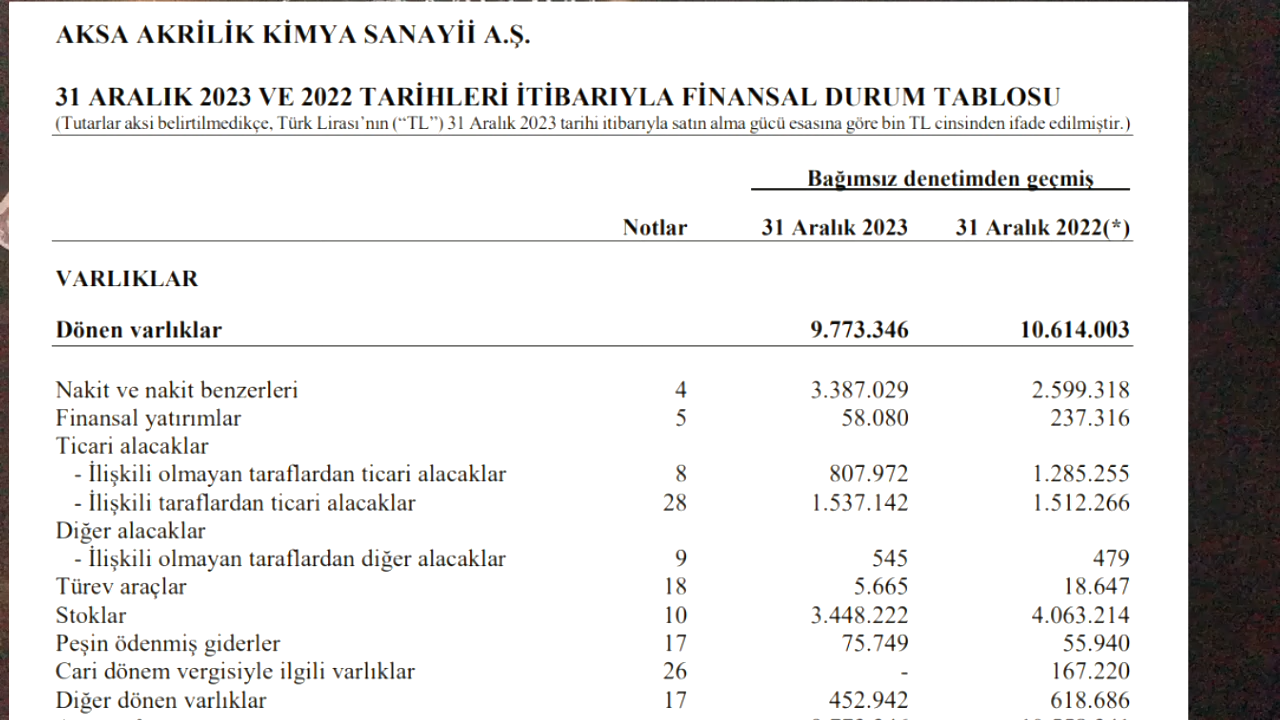 AKSA AKRİLİK KİMYA SANAYİİ A.Ş.
31 ARALIK 2023 VE 2022 TARİHLERİ İTİBARIYLA FİNANSAL DURUM TABLOSU
(Tutarlar aksi belirtilmedikçe, Türk Lirası’nın (“TL”) 31 Aralık 2023 tarihi itibarıyla satın alma gücü esasına göre bin TL cinsinden ifade edilmiştir.)
Bağımsız denetimden geçmiş
Notlar 31 Aralık 2023 31 Aralık 2022(*)
VARLIKLAR
Dönen varlıklar 9.773.346 10.614.003
Nakit ve nakit benzerleri 4 3.387.029 2.599.318
Finansal yatırımlar 5 58.080 237.316
Ticari alacaklar
- İlişkili olmayan taraflardan ticari alacaklar 8 807.972 1.285.255
- İlişkili taraflardan ticari alacaklar 28 1.537.142 1.512.266
Diğer alacaklar
- İlişkili olmayan taraflardan diğer alacaklar 9 545 479
Türev araçlar 18 5.665 18.647
Stoklar 10 3.448.222 4.063.214
Peşin ödenmiş giderler 17 75.749 55.940
Cari dönem vergisiyle ilgili varlıklar 26 - 167.220
Diğer dönen varlıklar 17 452.942 618.686